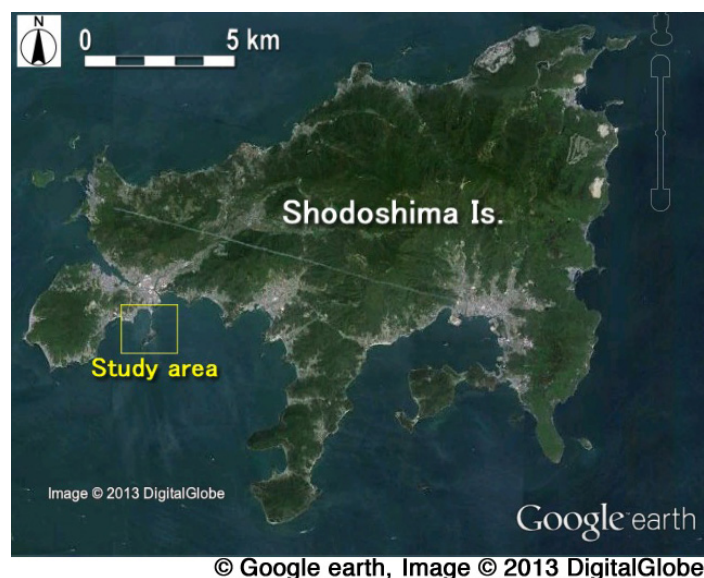 N
0 5 km
Shodoshima Is.
Study area
Image © 2013 DigitalGlobe
Google earth
© Google earth, Image © 2013 DigitalGlobe